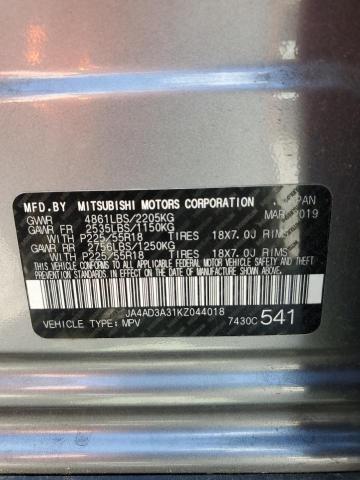 MFD.BY MITSUBISHI MOTORS CORPORATION
MAR 2019
GVWR 4861LBS/2205KG
GAWR FR 2535LBS/1150KG
WITH P225/55R18 TIRES 18X7.0J RIMS
GAWR RR 2756LBS/1250KG
WITH P225/55R18 TIRES 18X7.0J RIMS
THIS VEHICLE CONFORMS TO ALL APPLICABLE
FEDERAL MOTOR VEHICLE SAFETY AND THEFT
PREVENTION STANDARDS IN EFFECT ON THE
DATE OF MANUFACTURE SHOWN ABOVE.
JA4AD3A31KZ044018
VEHICLE TYPE: MPV 7430C 541